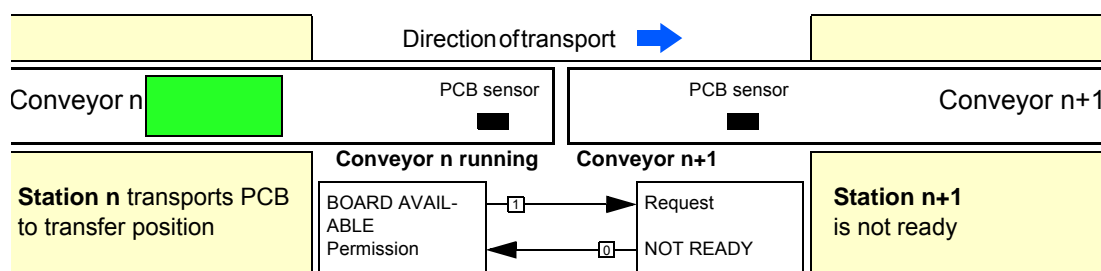 Direction of transport
Conveyor n
PCB sensor
PCB sensor
Conveyor n+1
Conveyor n running
Conveyor n+1
Station n transports PCB
to transfer position
BOARD AVAIL-
ABLE
Permission
1
0
Request
NOT READY
Station n+1
is not ready